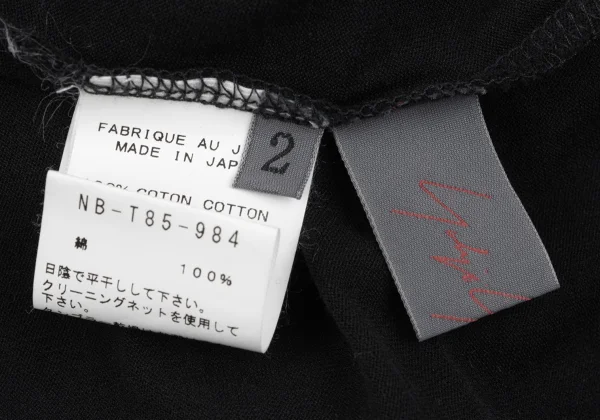 FABRIQUE AU J
MADE IN JAP
2
100% COTON COTTON
NB-T85-984
綿
100%
日陰で平干しして下さい。
クリーニングネットを使用して
下さい。